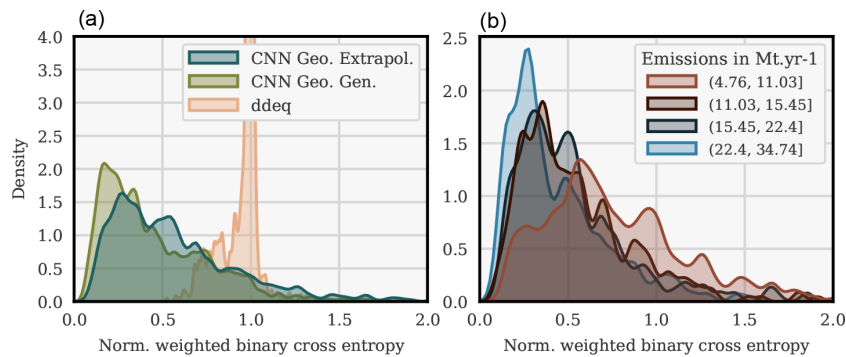 (a)
4.0
3.5
3.0
2.5
2.0
1.5
1.0
0.5
0.0
Density
CNN Geo. Extrapol.
CNN Geo. Gen.
ddeq
0.0 0.5 1.0 1.5 2.0
Norm. weighted binary cross entropy
(b)
2.5
2.0
1.5
1.0
0.5
0.0
Emissions in Mt.yr-1
(4.76, 11.03]
(11.03, 15.45]
(15.45, 22.4]
(22.4, 34.74]
0.0 0.5 1.0 1.5 2.0
Norm. weighted binary cross entropy